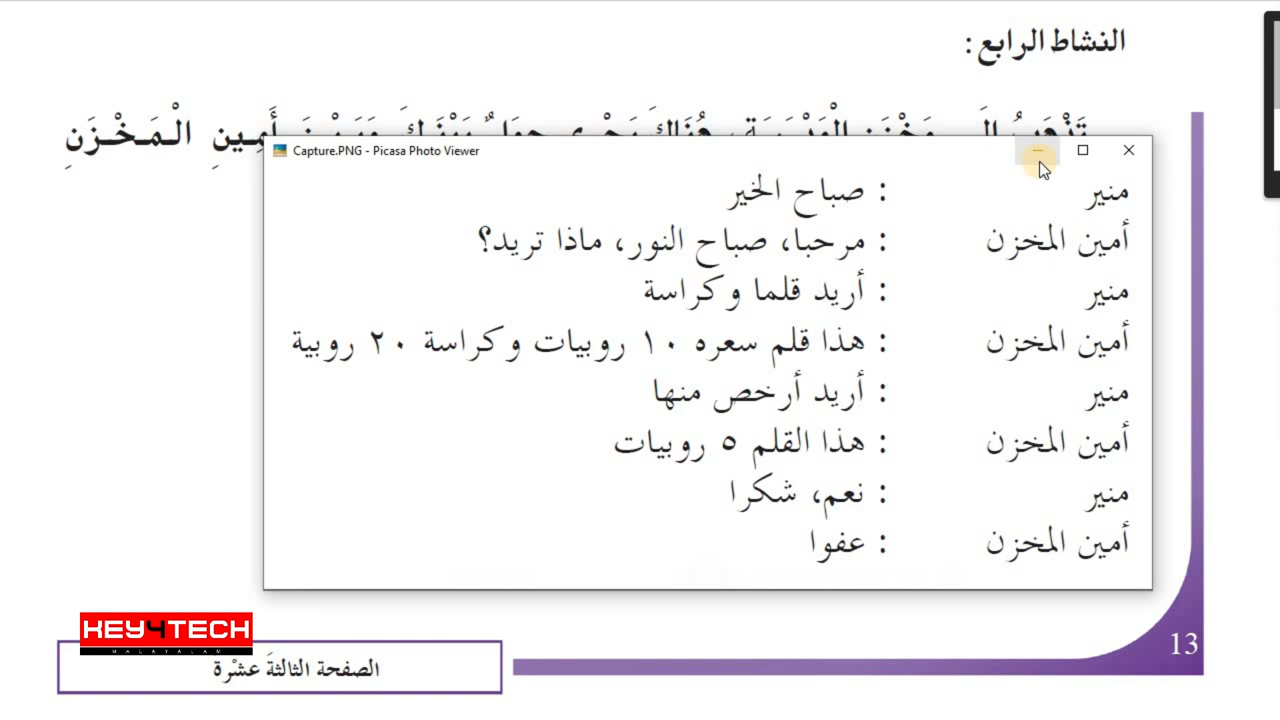 النشاط الرابع :
أَمِينِ الْمَخْزَنِ
Capture.PNG - Picasa Photo Viewer
منير : صباح الخير
أمين المخزن : مرحبا، صباح النور، ماذا تريد؟
منير : أريد قلما وكراسة
أمين المخزن : هذا قلم سعره ١٠ روبيات وكراسة ٢٠ روبية
منير : أريد أرخص منها
أمين المخزن : هذا القلم ٥ روبيات
منير : نعم، شكرا
أمين المخزن : عفوا
KEY4TECH
MALAYALAM
13
الصفحة الثالثةَ عشْرة